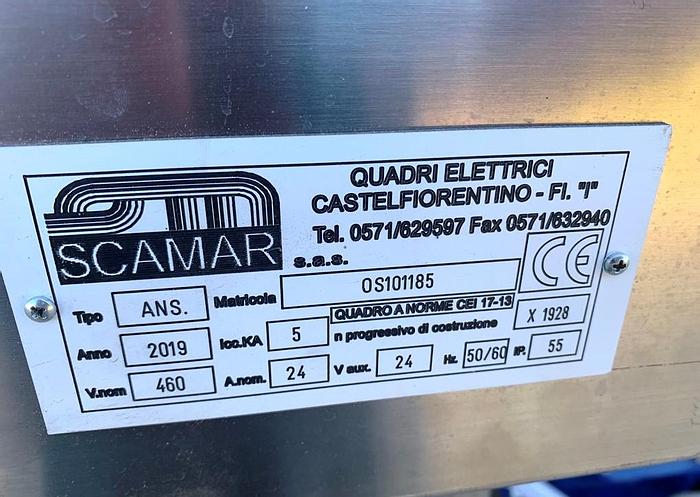 QUADRI ELETTRICI
CASTELFIORENTINO - FI. "I"
Tel. 0571/629597 Fax 0571/632940
SCAMAR s.a.s.
CE
Tipo ANS. Matricola OS101185
QUADRO A NORME CEI 17-13
Anno 2019 Icc.KA 5 n progressivo di costruzione X 1928
V.nom 460 A.nom. 24 V aux. 24 Hz. 50/60 IP. 55